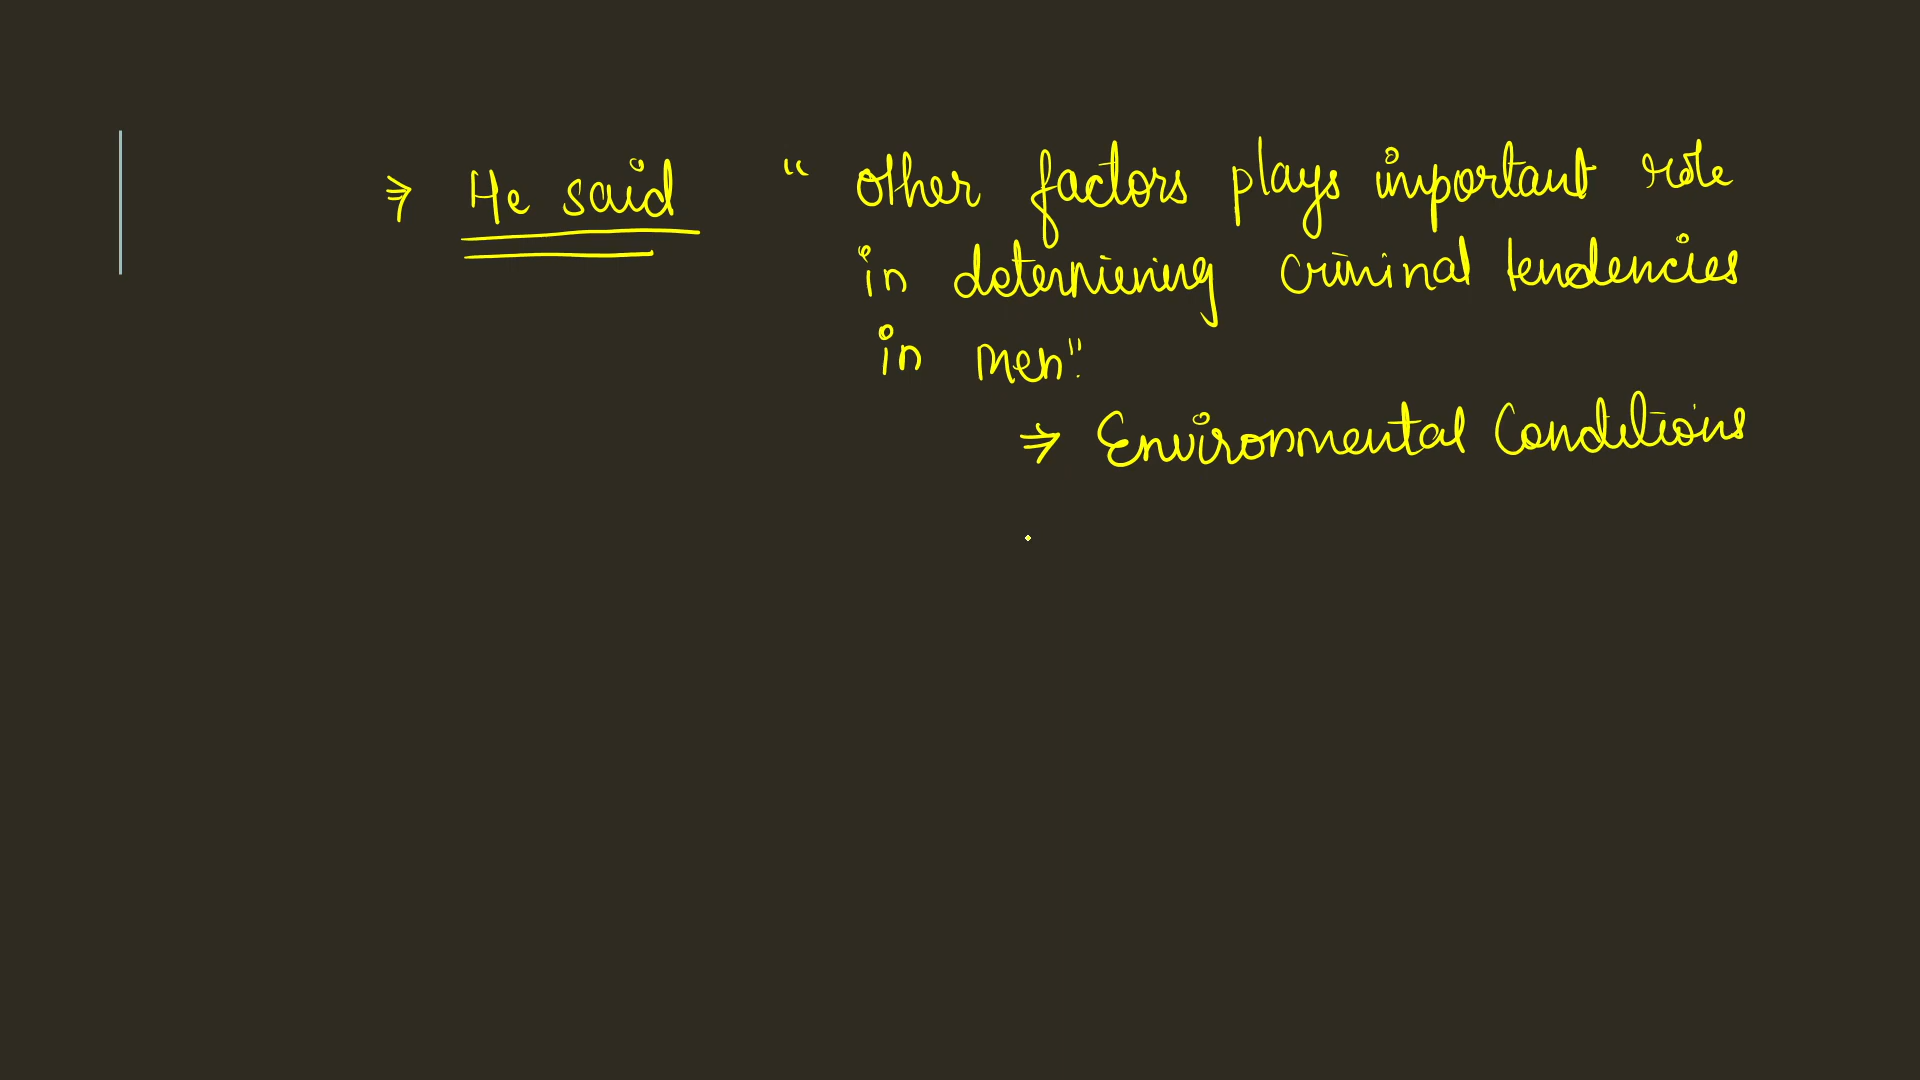 ⇒ He said " other factors plays important role
in determining criminal tendencies
in men".
⇒ Environmental Conditions